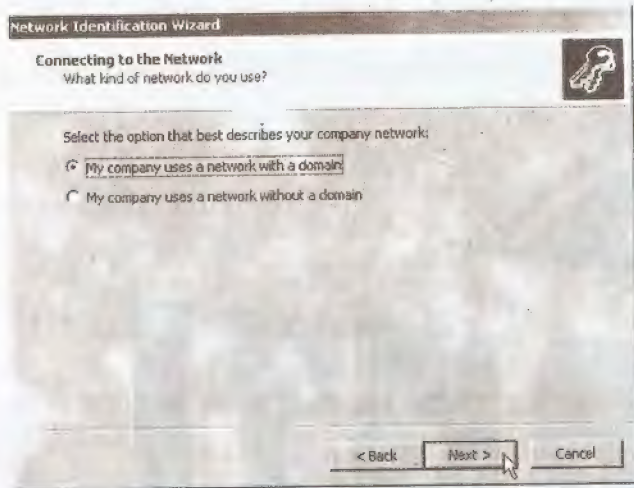 Network Identification Wizard
Connecting to the Network
What kind of network do you use?
Select the option that best describes your company network:
My company uses a network with a domain
My company uses a network without a domain
< Back
Next >
Cancel